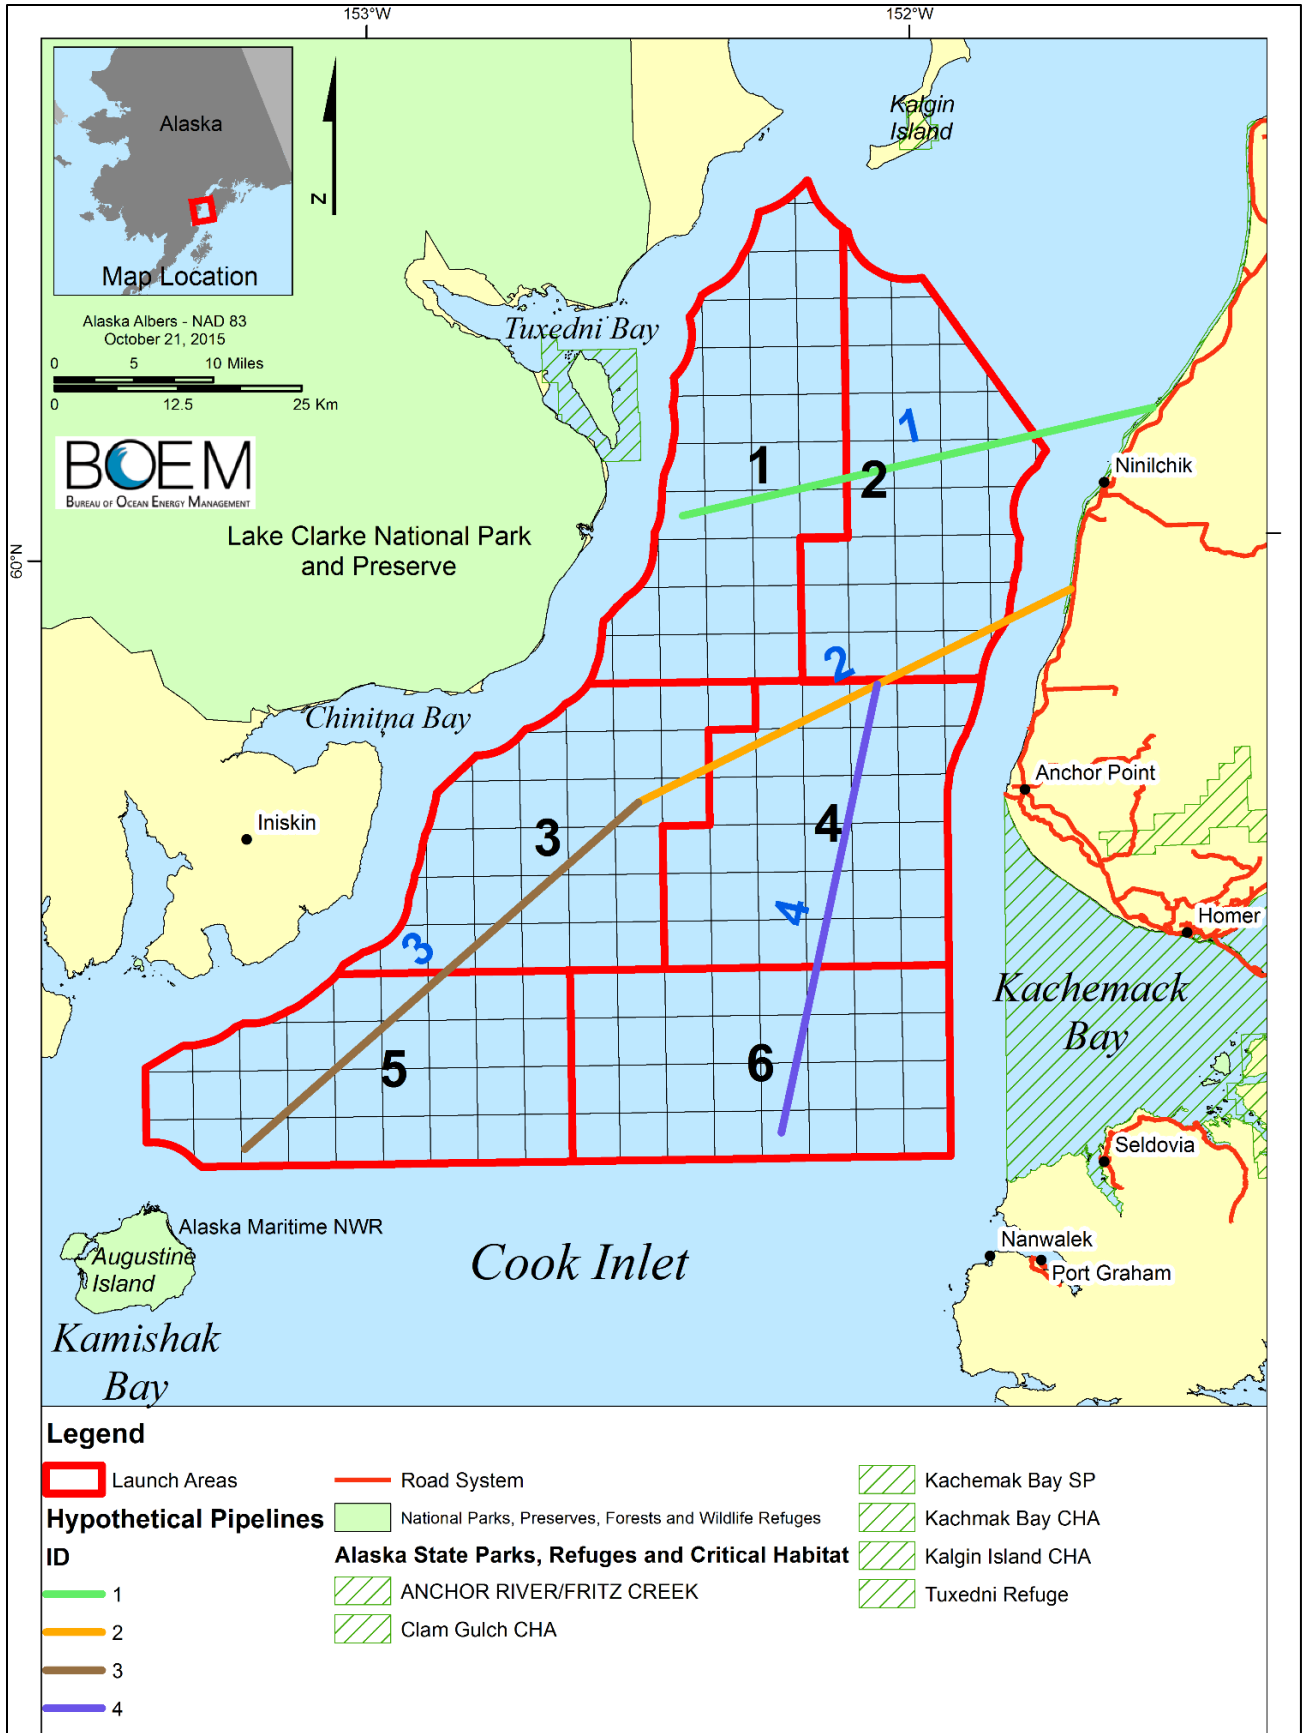 153°W
152°W
Kalgin
Island
Alaska
N
Map Location
Alaska Albers - NAD 83
October 21, 2015
0 5 10 Miles
0 12.5 25 Km
BOEM
BUREAU OF OCEAN ENERGY MANAGEMENT
Tuxedni Bay
1
1
2
Ninilchik
Lake Clarke National Park
and Preserve
60°N
2
Chinitna Bay
Anchor Point
Iniskin
3
4
4
3
Homer
Kachemack
Bay
5
6
Seldovia
Alaska Maritime NWR
Augustine
Island
Nanwalek
Port Graham
Cook Inlet
Kamishak
Bay
Legend
Launch Areas
Hypothetical Pipelines
ID
1
2
3
4
Road System
National Parks, Preserves, Forests and Wildlife Refuges
Alaska State Parks, Refuges and Critical Habitat
ANCHOR RIVER/FRITZ CREEK
Clam Gulch CHA
Kachemak Bay SP
Kachmak Bay CHA
Kalgin Island CHA
Tuxedni Refuge